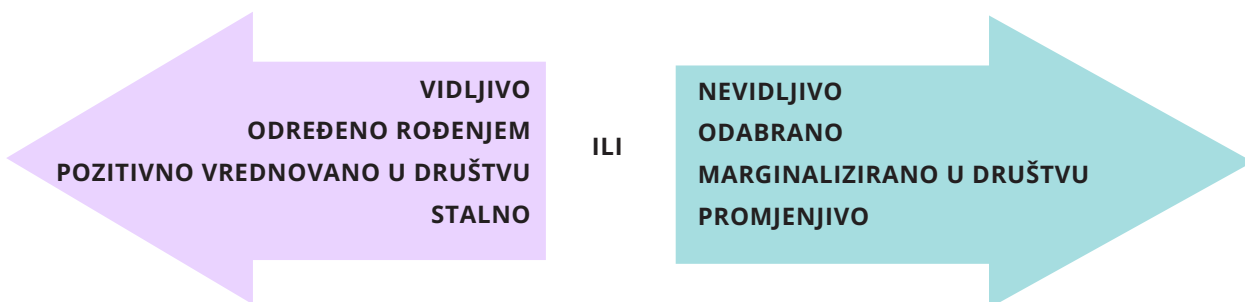 VIDLJIVO
ODREĐENO ROĐENJEM
POZITIVNO VREDNOVANO U DRUŠTVU
STALNO
ILI
NEVIDLJIVO
ODABRANO
MARGINALIZIRANO U DRUŠTVU
PROMJENJIVO